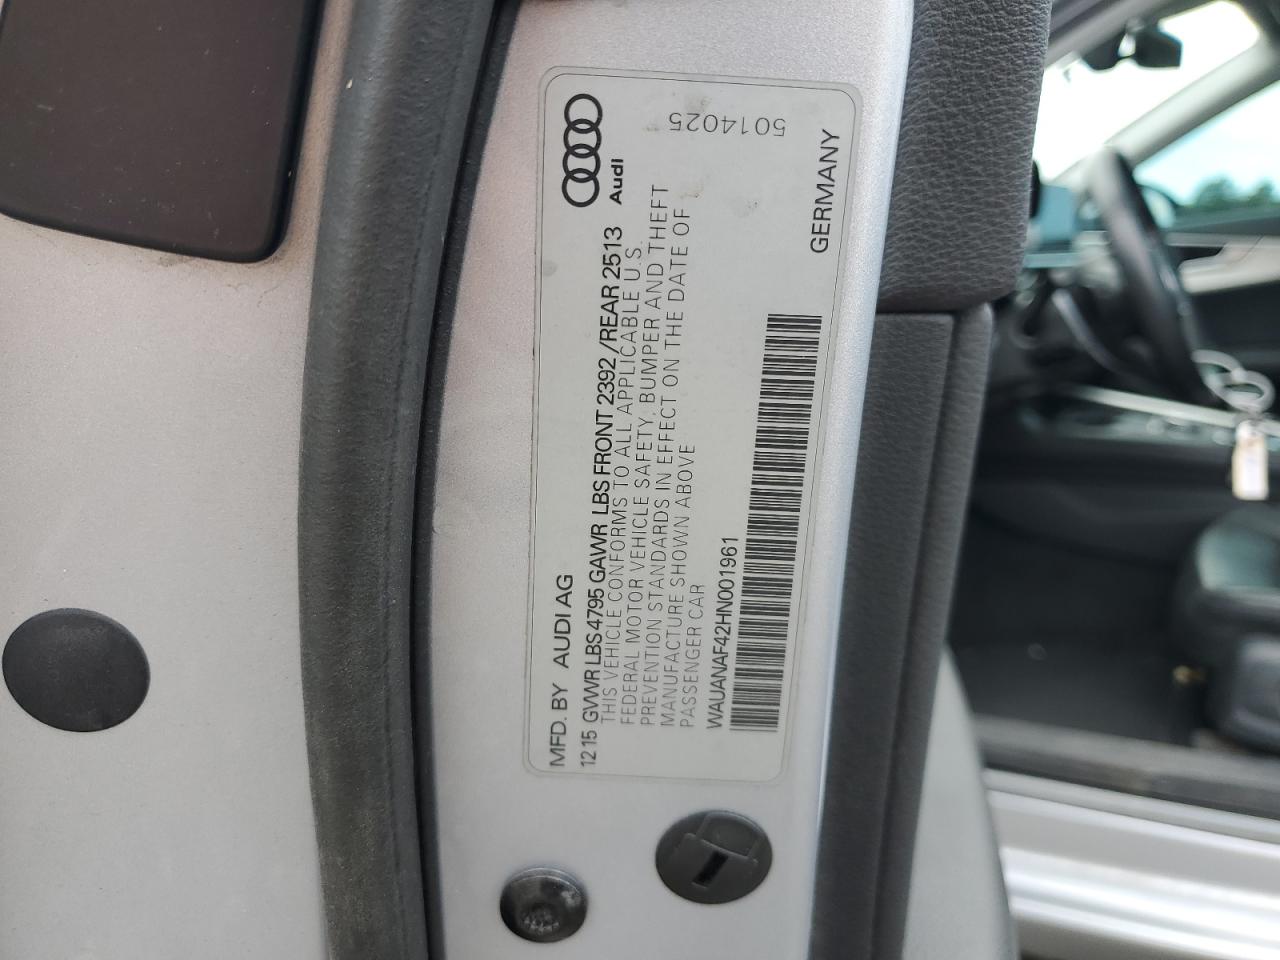 MFD. BY AUDI AG
Audi
12 15 GVWR LBS 4795 GAWR LBS FRONT 2392 /REAR 2513
THIS VEHICLE CONFORMS TO ALL APPLICABLE U.S.
FEDERAL MOTOR VEHICLE SAFETY, BUMPER AND THEFT
PREVENTION STANDARDS IN EFFECT ON THE DATE OF
MANUFACTURE SHOWN ABOVE
PASSENGER CAR
5014025
WAUANAF42HN001961
GERMANY